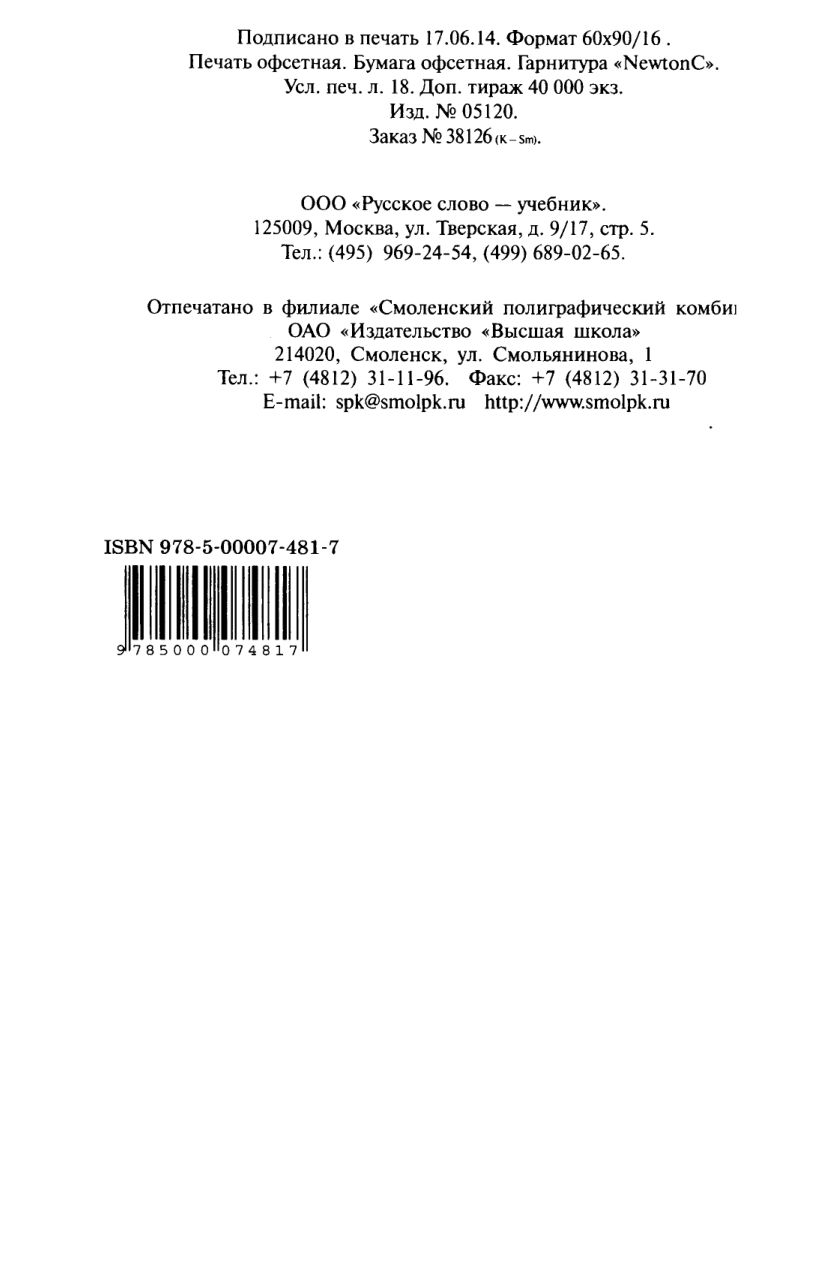 Подписано в печать 17.06.14. Формат 60x90/16 .
Печать офсетная. Бумага офсетная. Гарнитура «NewtonC».
Усл. печ. л. 18. Доп. тираж 40 000 экз.
Изд. № 05120.
Заказ № 38126 (K – Sm).
ООО «Русское слово — учебник».
125009, Москва, ул. Тверская, д. 9/17, стр. 5.
Тел.: (495) 969-24-54, (499) 689-02-65.
Отпечатано в филиале «Смоленский полиграфический
ОАО «Издательство «Высшая школа»
214020, Смоленск, ул. Смольянинова, 1
Тел.: +7 (4812) 31-11-96. Факс: +7 (4812) 31-31-70
E-mail: spk@smolpk.ru http://www.smolpk.ru
ISBN 978-5-00007-481-7
9 785000 074817